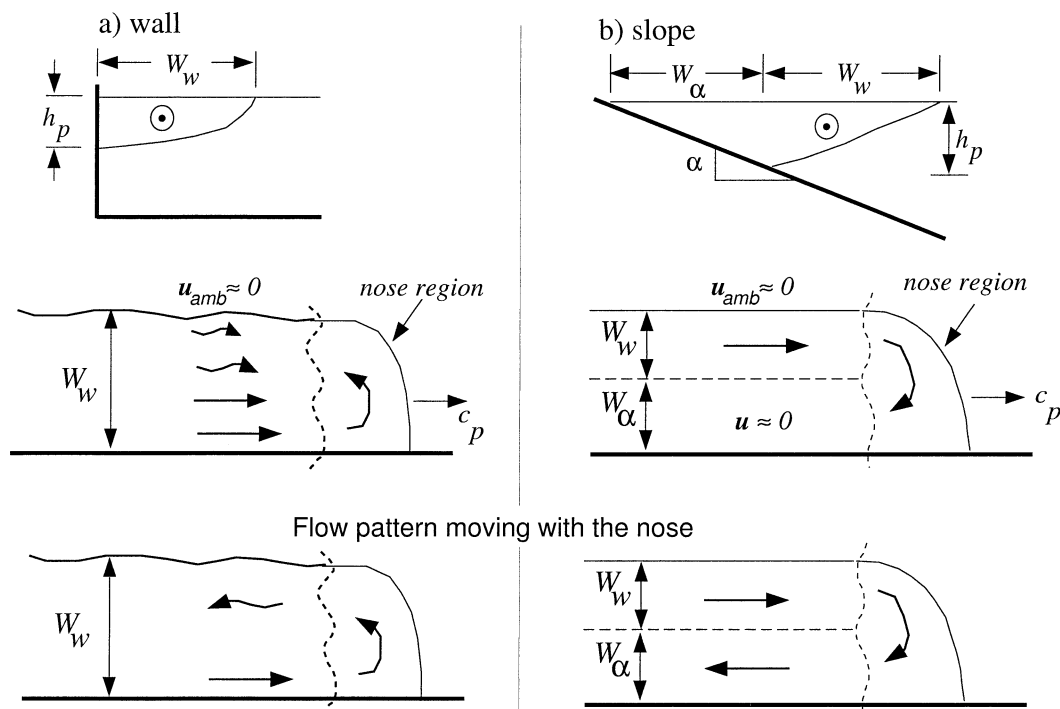 a) wall
W_w
h_p
u_amb ≈ 0
nose region
W_w
c_p
b) slope
W_α
W_w
h_p
α
u_amb ≈ 0
nose region
W_w
W_α
u ≈ 0
c_p
Flow pattern moving with the nose
W_w
W_w
W_α